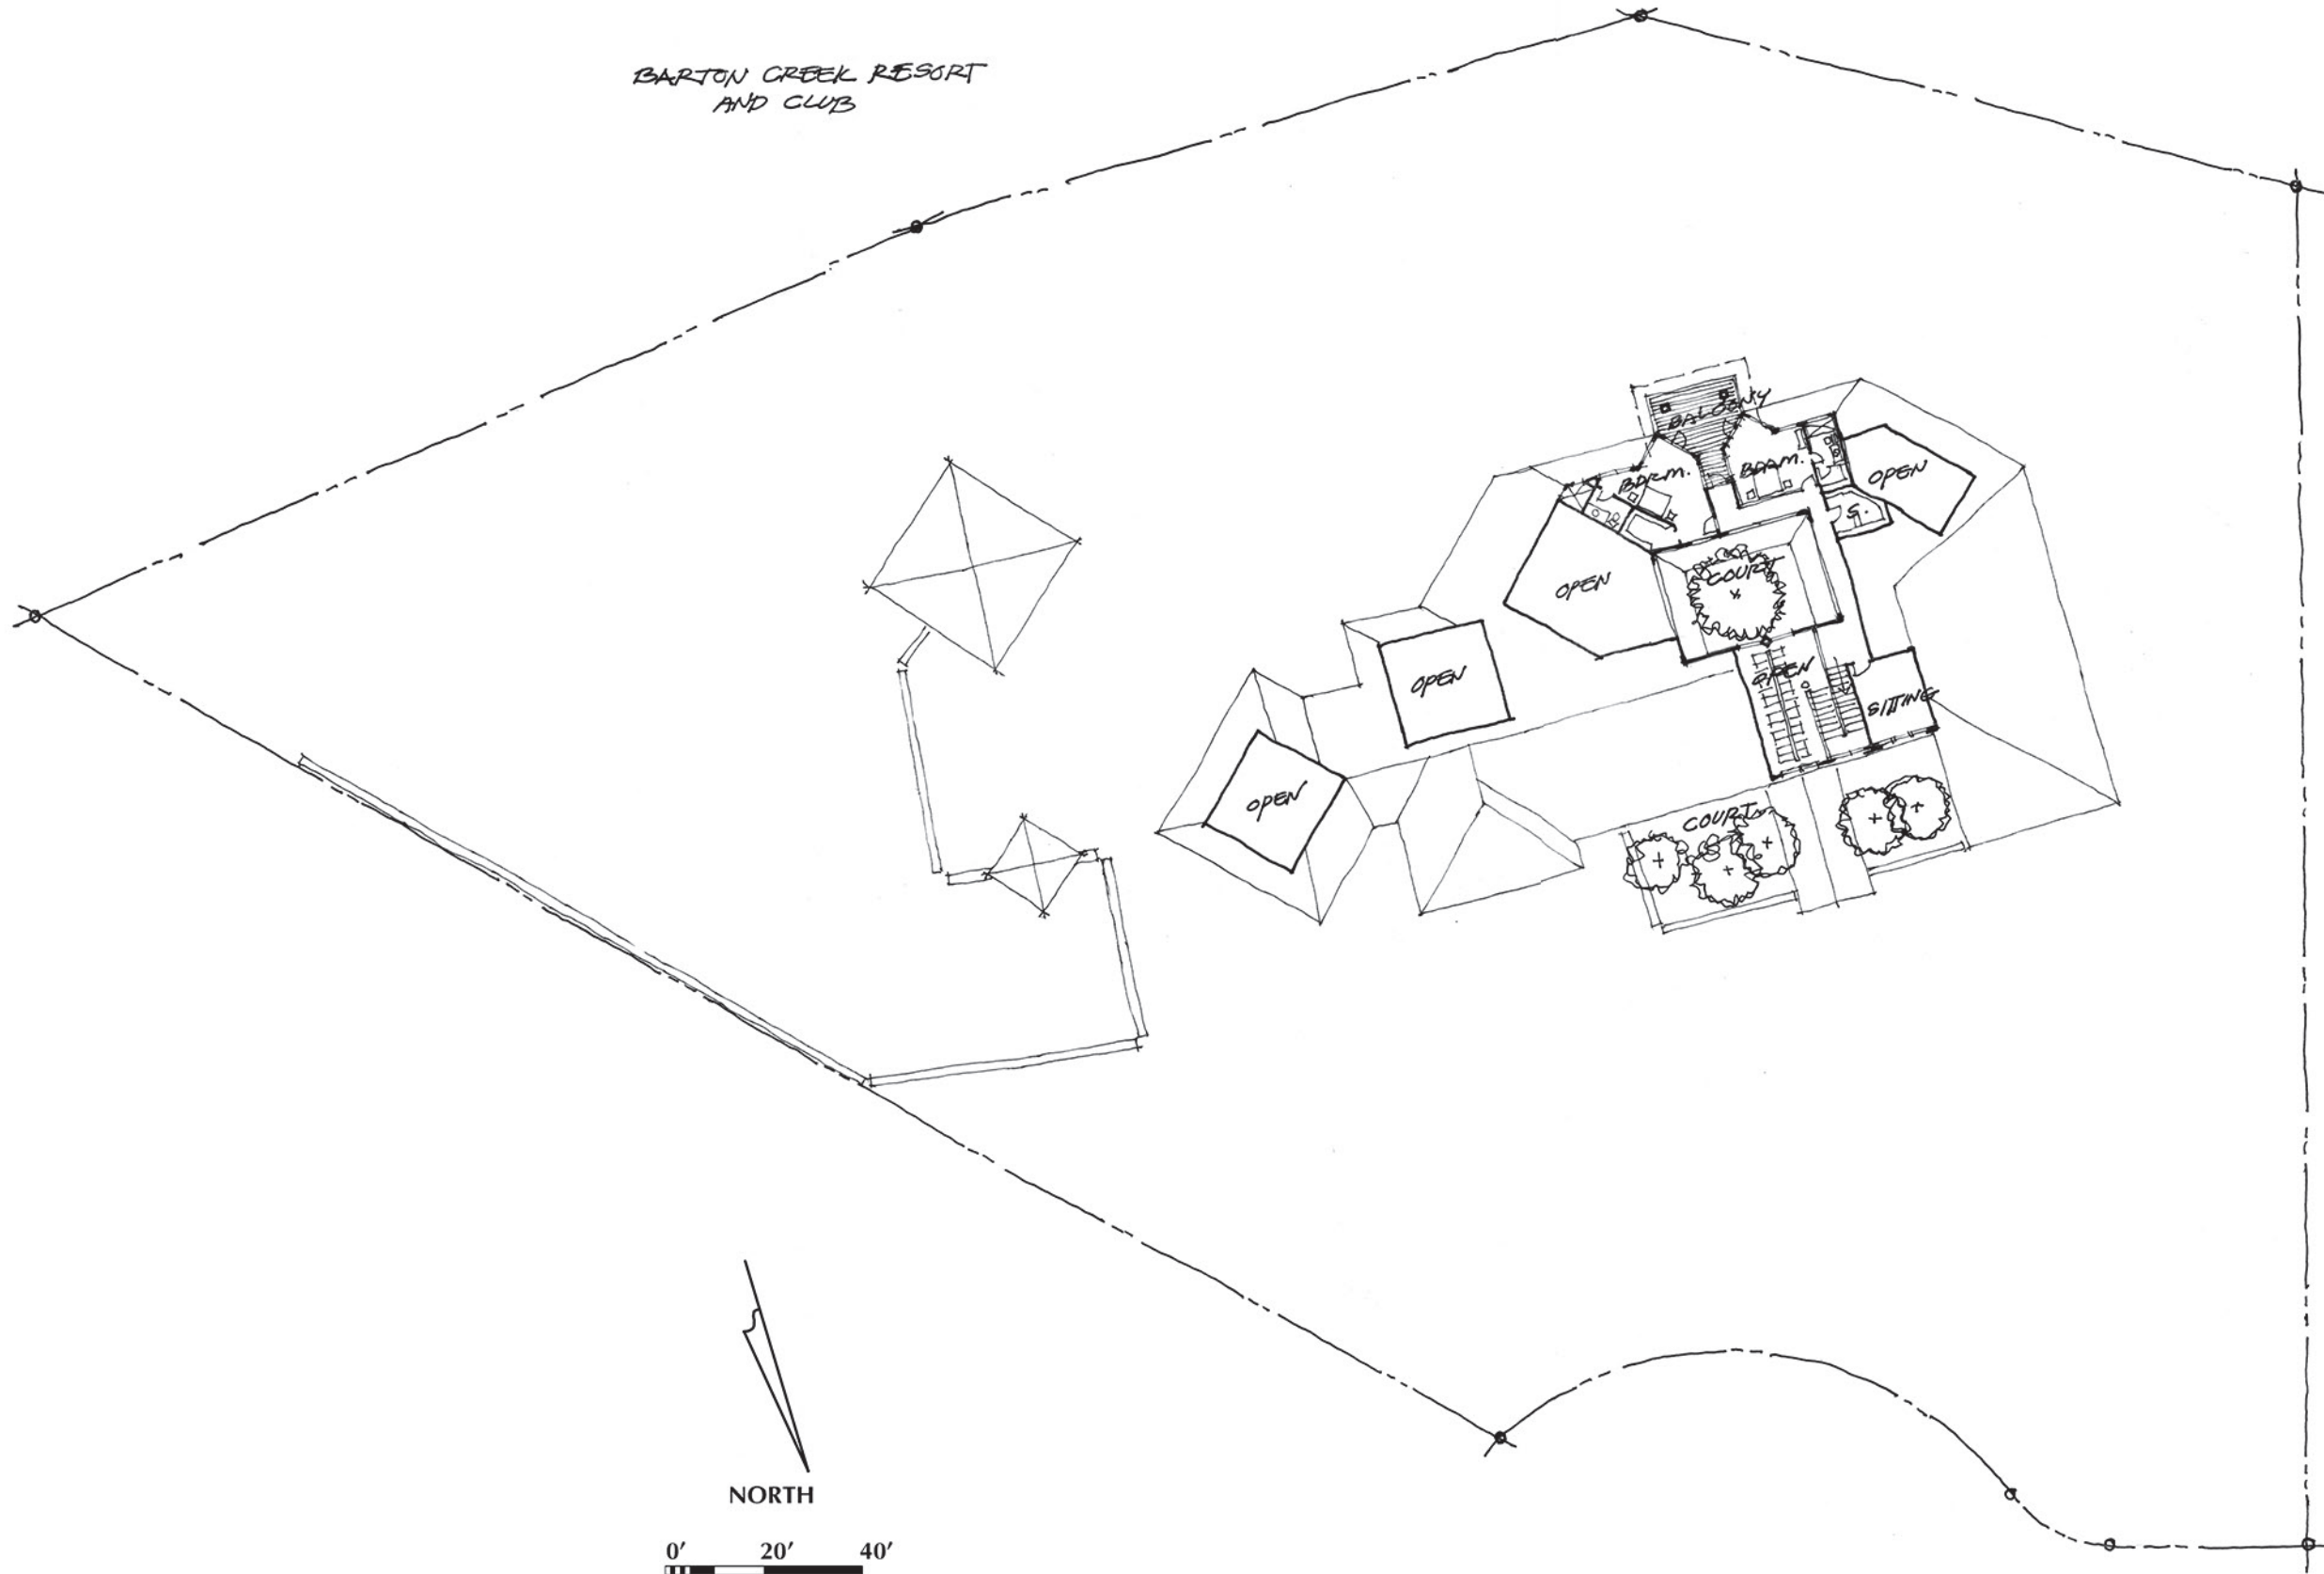 BARTON CREEK RESORT
AND CLUB
BALCONY
BDRM.
BDRM.
OPEN
S.
COURT
OPEN
OPEN
OPEN
SITTING
OPEN
COURT
NORTH
0' 20' 40'